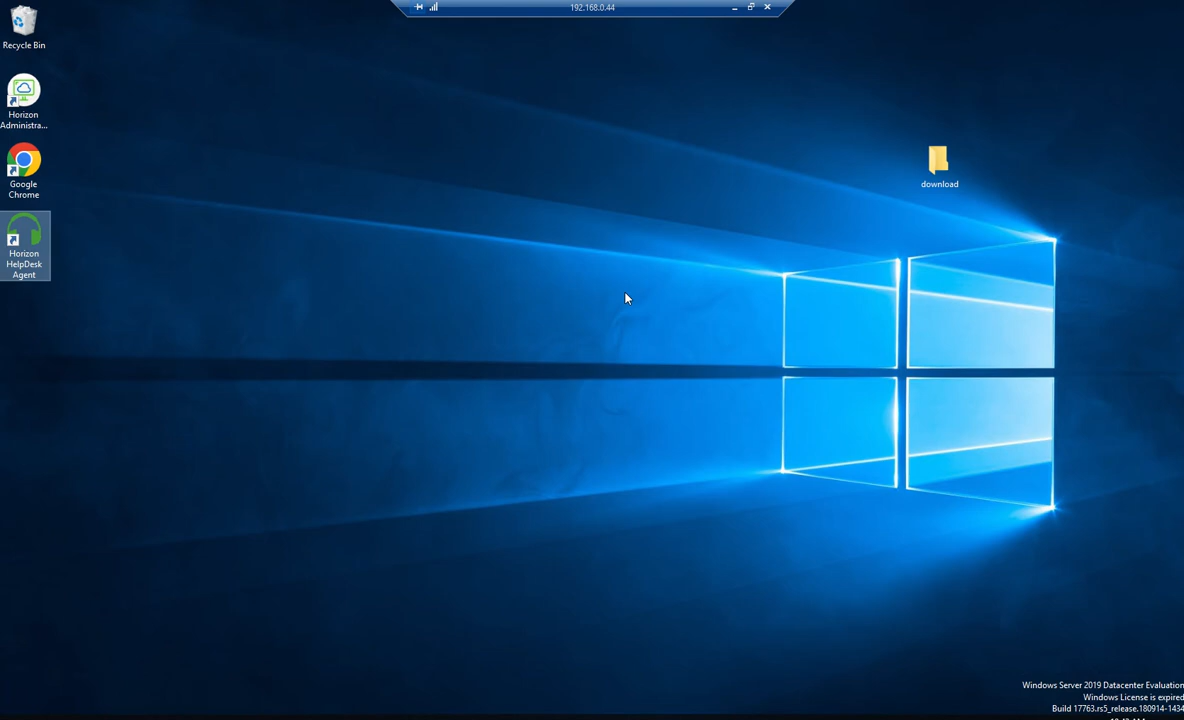 192.168.0.44
Recycle Bin
Horizon
Administra...
Google
Chrome
Horizon
HelpDesk
Agent
download
Windows Server 2019 Datacenter Evaluation
Windows License is expired
Build 17763.rs5_release.180914-1434